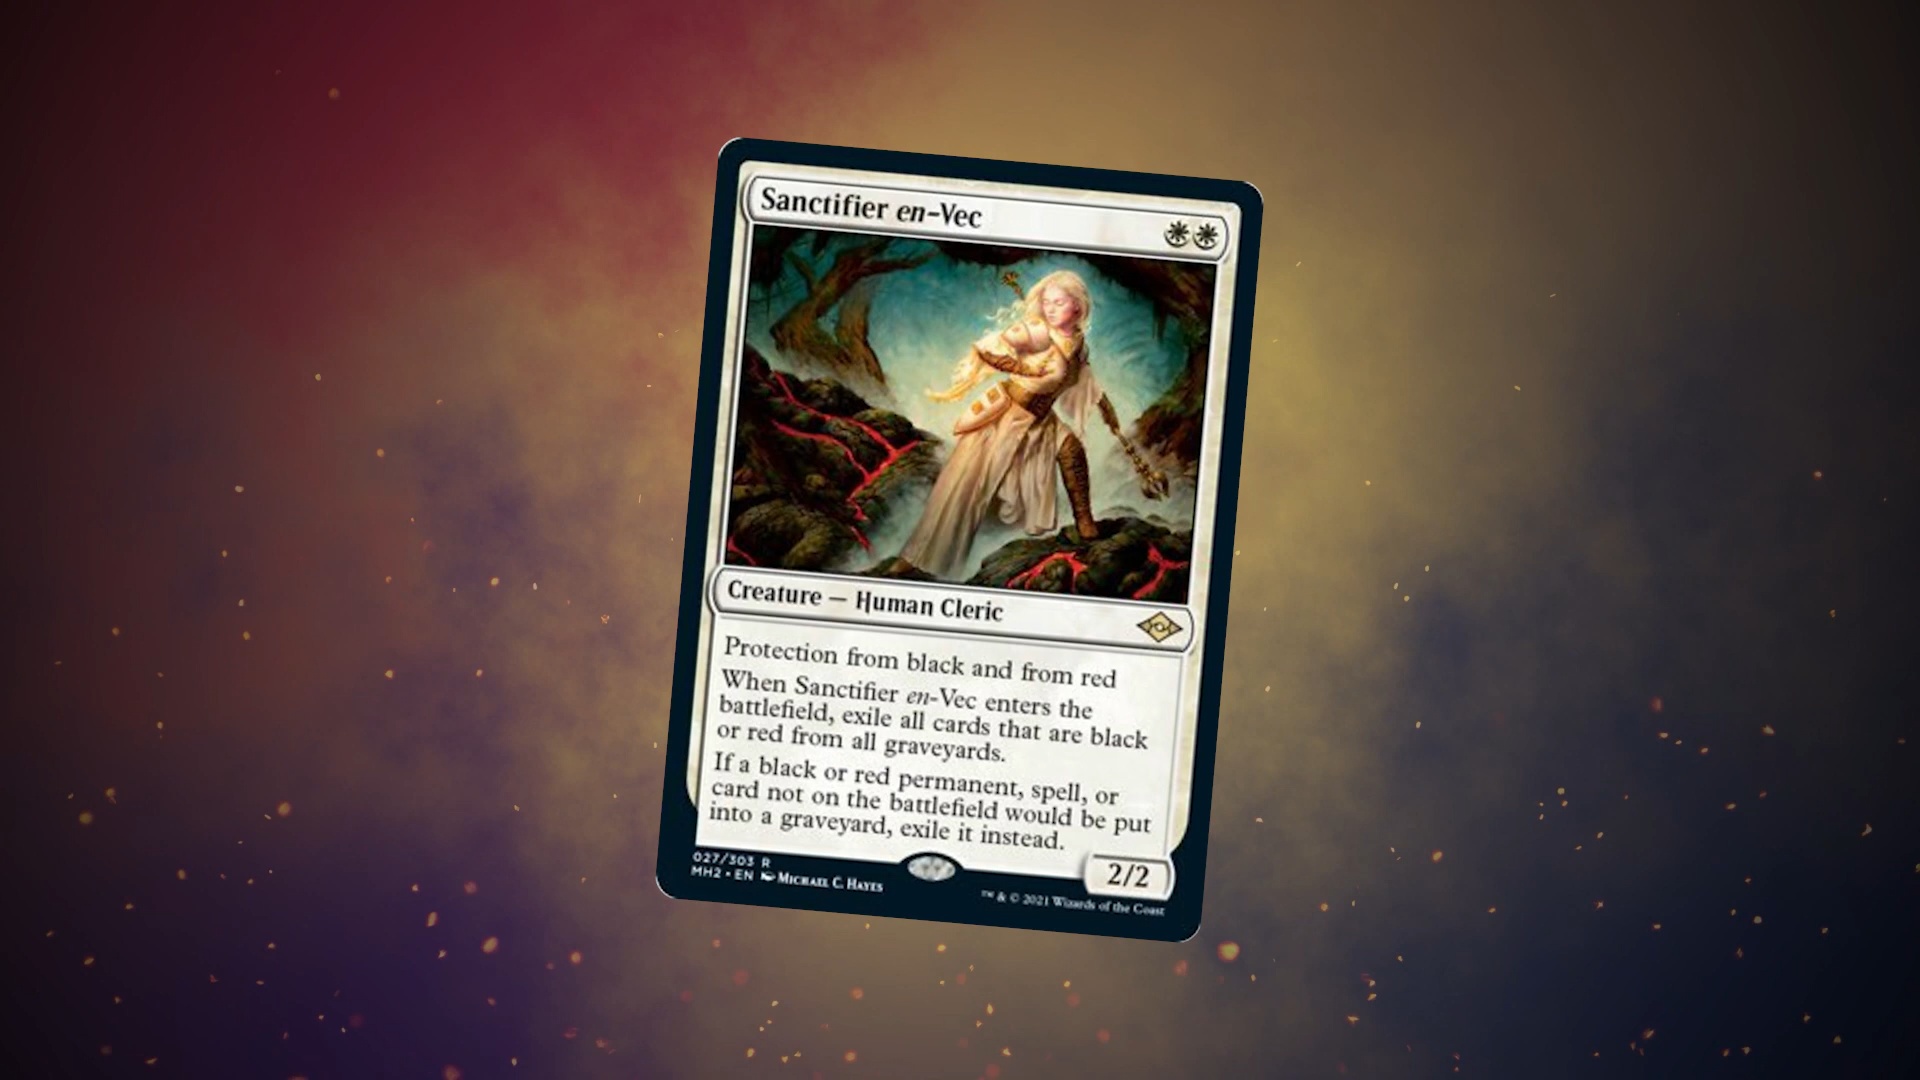 Sanctifier en-Vec
Creature — Human Cleric
Protection from black and from red
When Sanctifier en-Vec enters the
battlefield, exile all cards that are black
or red from all graveyards.
If a black or red permanent, spell, or
card not on the battlefield would be put
into a graveyard, exile it instead.
2/2
027/303 R
MH2 • EN Michael C. Hayes
™ & © 2021 Wizards of the Coast